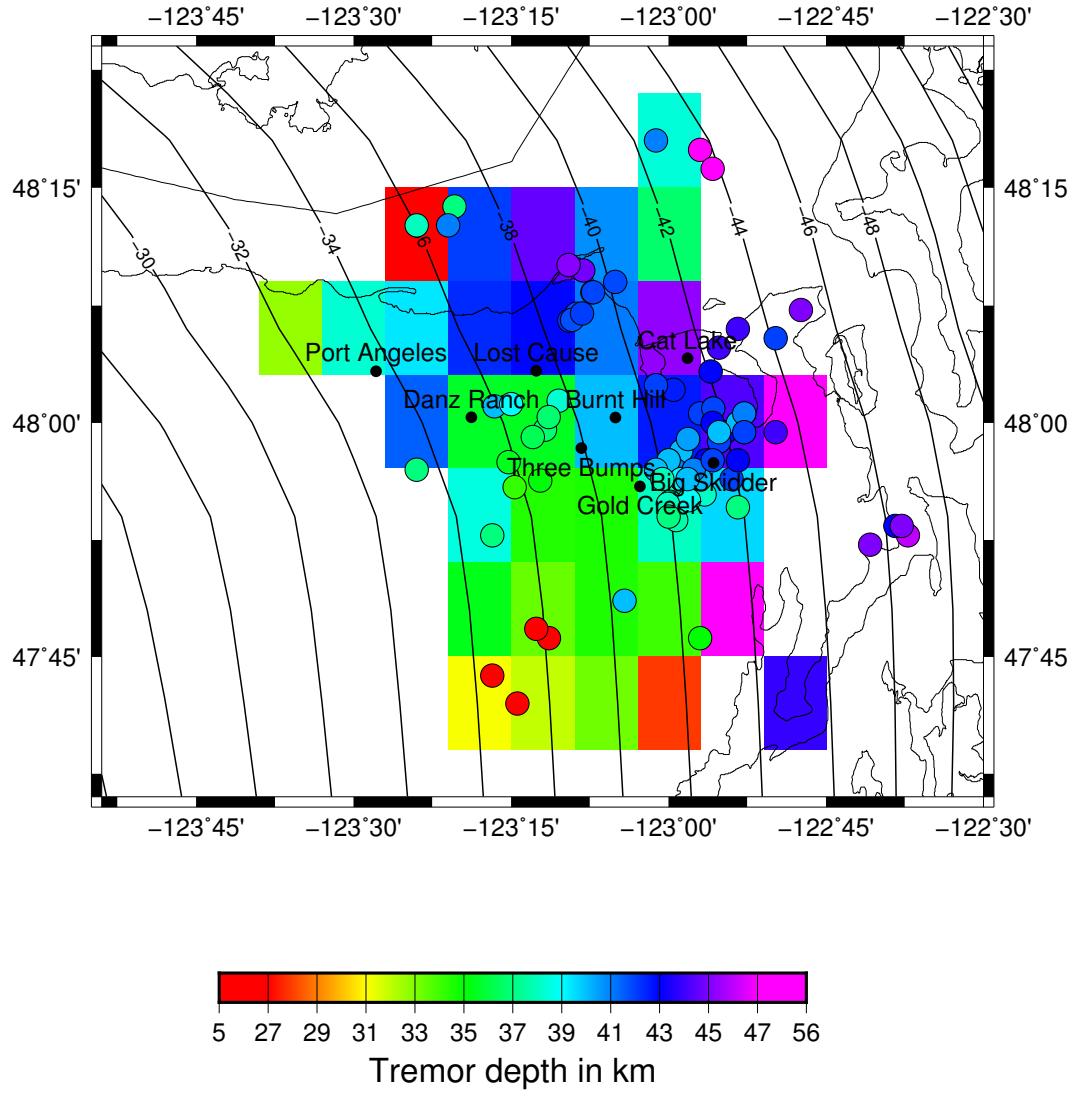 −123˚45' −123˚30' −123˚15' −123˚00' −122˚45' −122˚30'
48˚15' 48˚15'
−30 −32 −34 −38 −40 −42 −44 −46 −48
Cat Lake
Port Angeles Lost Cause
Danz Ranch Burnt Hill
48˚00' 48˚00'
Three Bumps Big Skidder
Gold Creek
47˚45' 47˚45'
−123˚45' −123˚30' −123˚15' −123˚00' −122˚45' −122˚30'
5 27 29 31 33 35 37 39 41 43 45 47 56
Tremor depth in km